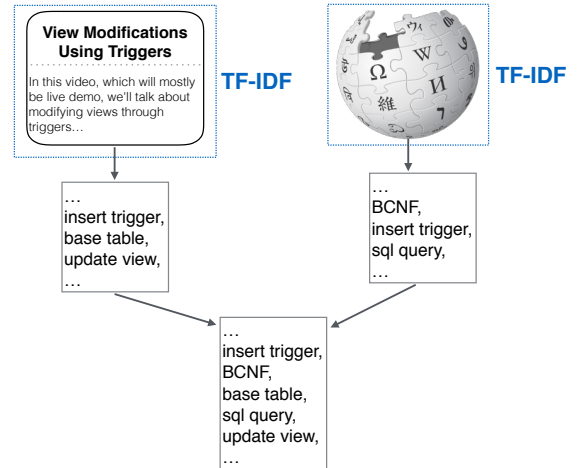 View Modifications
Using Triggers
In this video, which will mostly
be live demo, we'll talk about
modifying views through
triggers…
TF-IDF
Ω
W
И
維
TF-IDF
…
insert trigger,
base table,
update view,
…
…
BCNF,
insert trigger,
sql query,
…
…
insert trigger,
BCNF,
base table,
sql query,
update view,
…